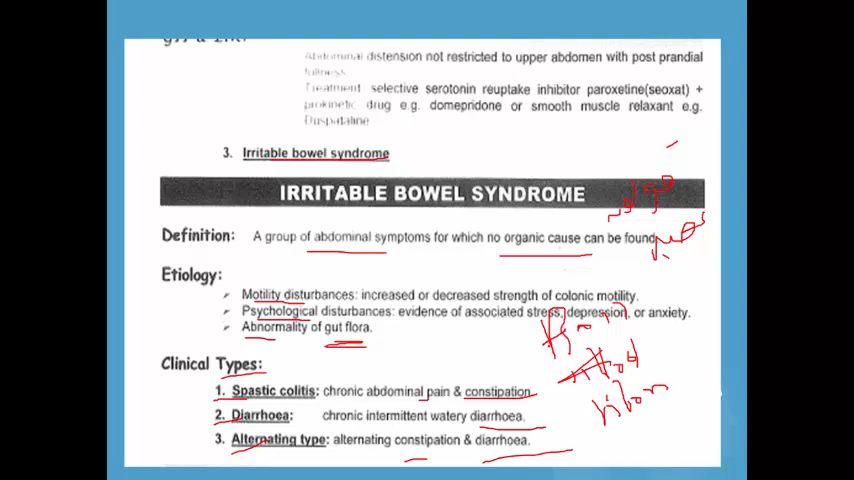 Abdominal distension not restricted to upper abdomen with post prandial
fullness.
Treatment selective serotonin reuptake inhibitor paroxetine(seoxat) +
prokinetic drug e.g. domepridone or smooth muscle relaxant e.g.
Duspataline
3. Irritable bowel syndrome
IRRITABLE BOWEL SYNDROME
Definition: A group of abdominal symptoms for which no organic cause can be found.
Etiology:
➢ Motility disturbances: increased or decreased strength of colonic motility.
➢ Psychological disturbances: evidence of associated stress, depression, or anxiety.
➢ Abnormality of gut flora.
Clinical Types:
1. Spastic colitis: chronic abdominal pain & constipation.
2. Diarrhoea: chronic intermittent watery diarrhoea.
3. Alternating type: alternating constipation & diarrhoea.